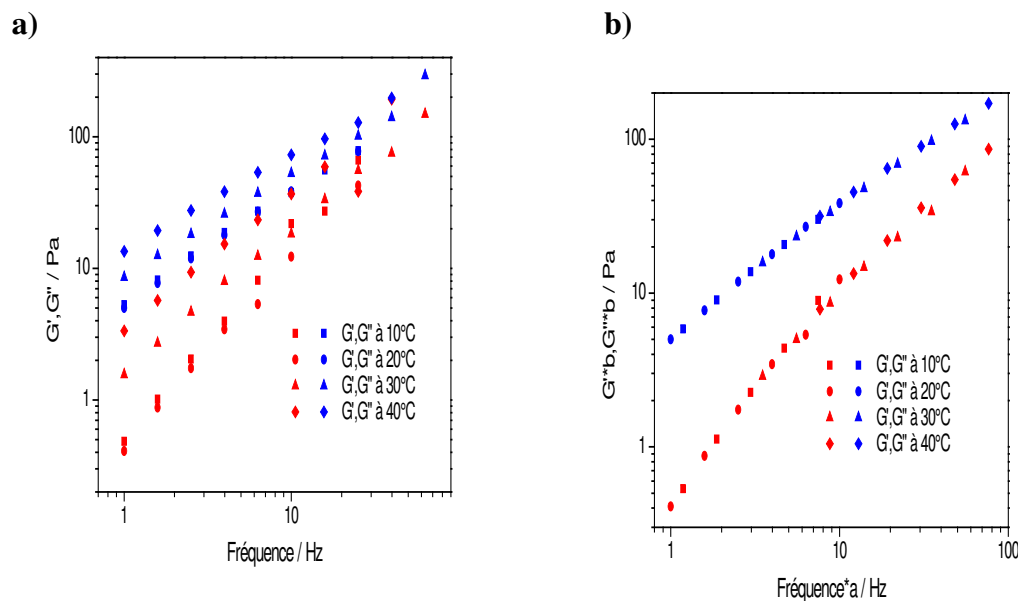 a)
G',G" / Pa
100
10
1
G',G" à 10°C
G',G" à 20°C
G',G" à 30°C
G',G" à 40°C
1
10
Fréquence / Hz
b)
G'*b,G"*b / Pa
100
10
1
G',G" à 10°C
G',G" à 20°C
G',G" à 30°C
G',G" à 40°C
1
10
100
Fréquence*a / Hz